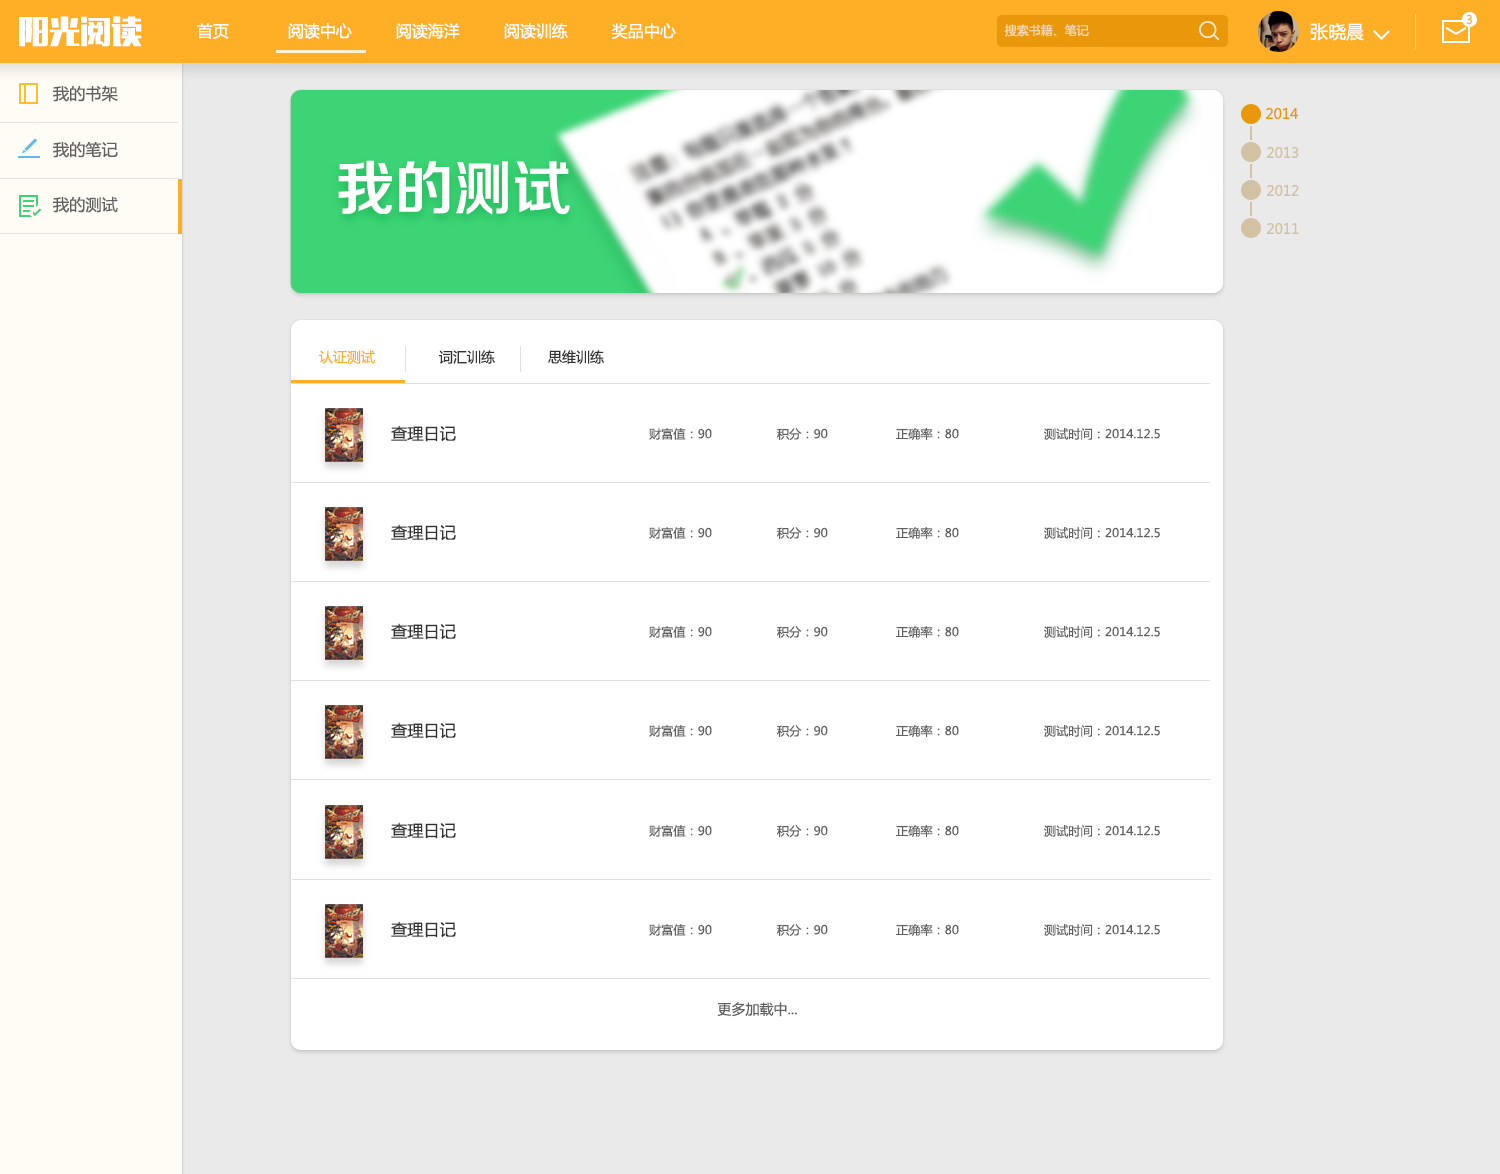 阳光阅读 首页 阅读中心 阅读海洋 阅读训练 奖品中心 搜索书籍、笔记 张晓晨 3
我的书架
我的笔记
我的测试
我的测试
2014
2013
2012
2011
认证测试 词汇训练 思维训练
查理日记 财富值：90 积分：90 正确率：80 测试时间：2014.12.5
查理日记 财富值：90 积分：90 正确率：80 测试时间：2014.12.5
查理日记 财富值：90 积分：90 正确率：80 测试时间：2014.12.5
查理日记 财富值：90 积分：90 正确率：80 测试时间：2014.12.5
查理日记 财富值：90 积分：90 正确率：80 测试时间：2014.12.5
查理日记 财富值：90 积分：90 正确率：80 测试时间：2014.12.5
更多加载中...